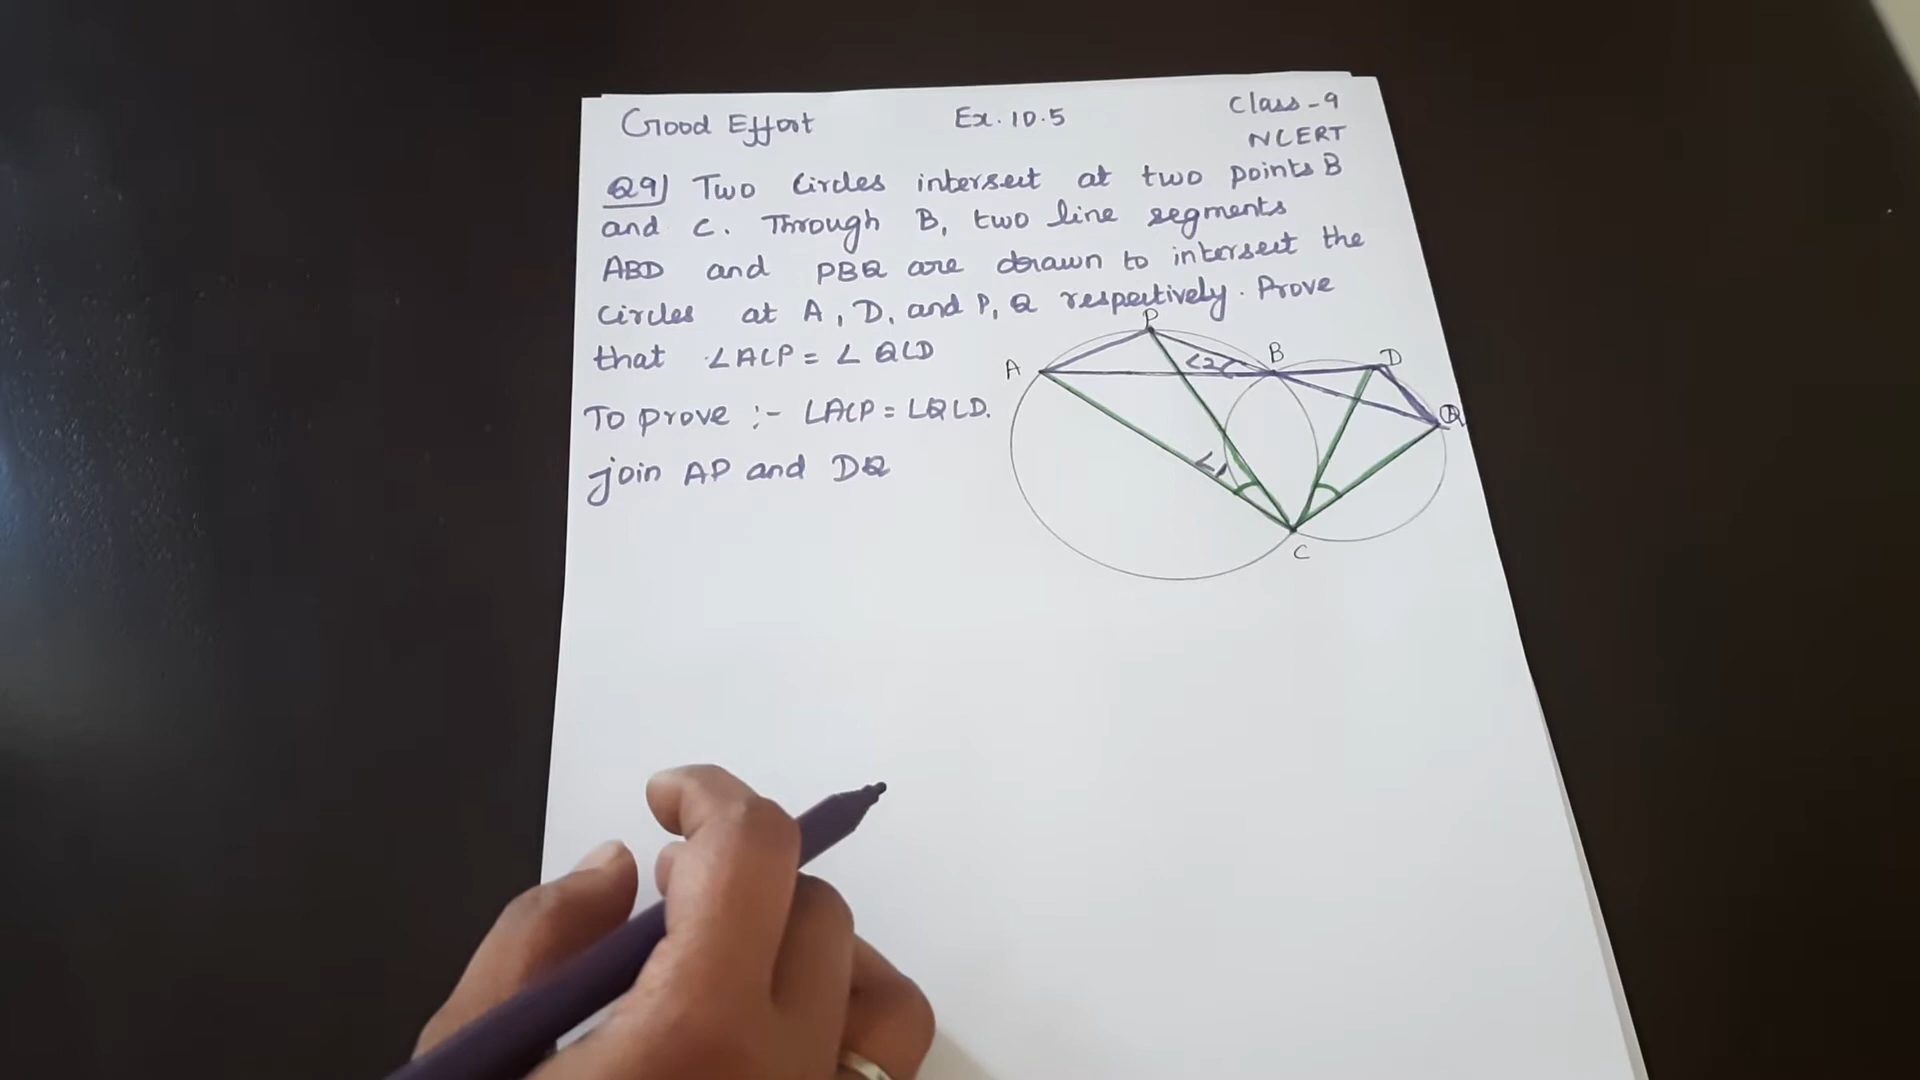 Good Effort Ex. 10.5 Class-9
NCERT
Q9) Two Circles intersect at two points B
and C. Through B, two line segments
ABD and PBQ are drawn to intersect the
Circles at A, D, and P, Q respectively. Prove
that ∠ACP = ∠QCD
To prove :- ∠ACP = ∠QCD.
join AP and DQ
P
A
∠2
B
D
Q
∠1
C